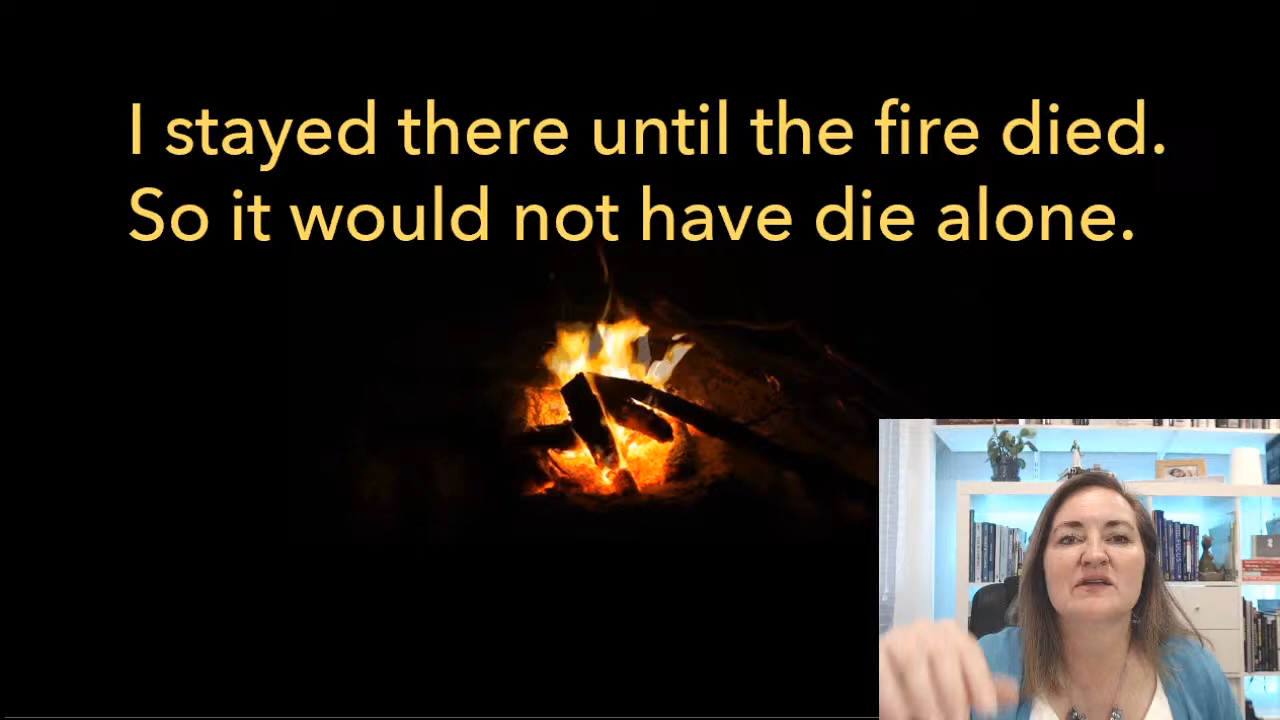 I stayed there until the fire died.
So it would not have die alone.